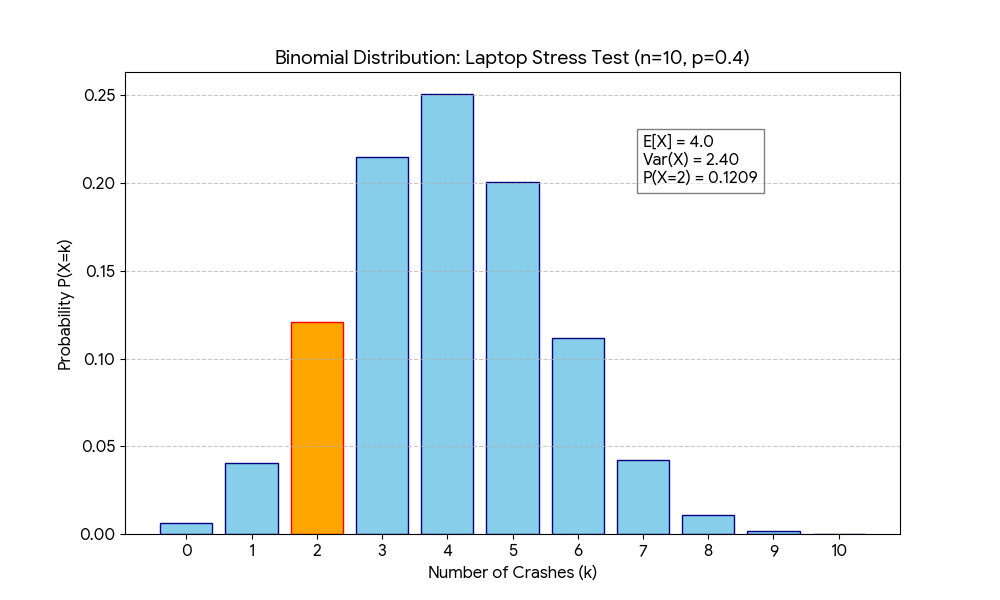 Binomial Distribution: Laptop Stress Test (n=10, p=0.4)
E[X] = 4.0
Var(X) = 2.40
P(X=2) = 0.1209
Probability P(X=k)
0.25
0.20
0.15
0.10
0.05
0.00
0 1 2 3 4 5 6 7 8 9 10
Number of Crashes (k)